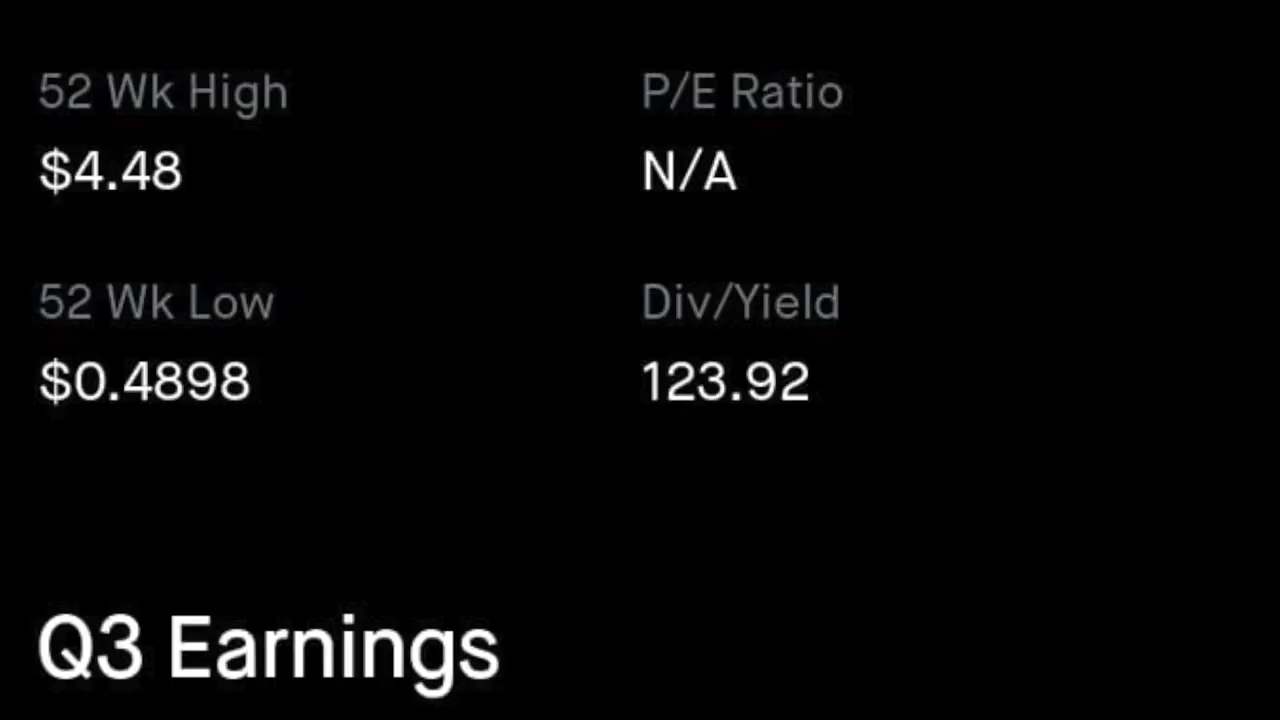 52 Wk High
P/E Ratio
$4.48
N/A
52 Wk Low
Div/Yield
$0.4898
123.92
Q3 Earnings